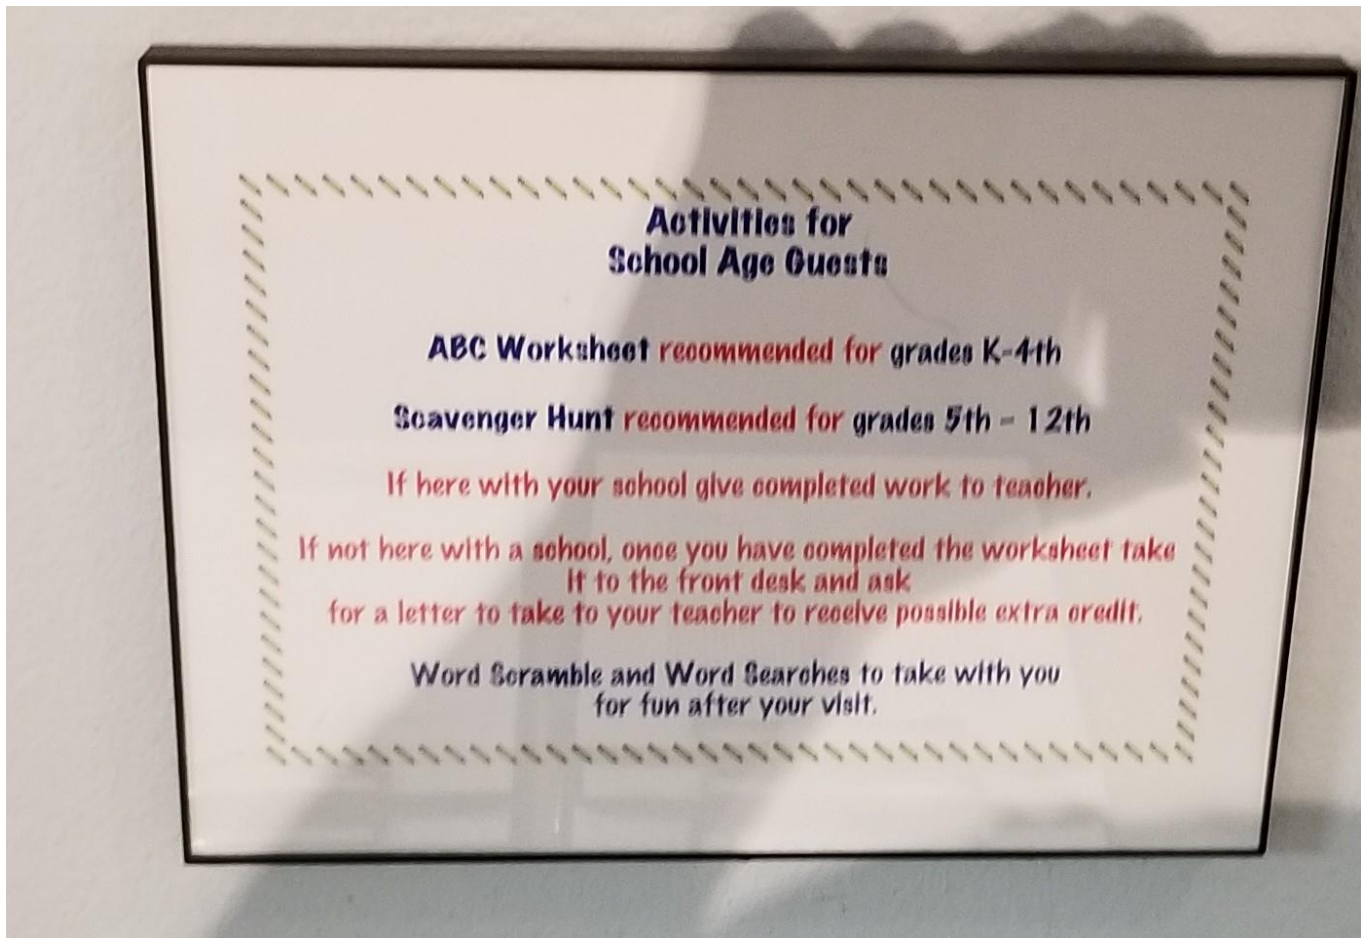 Activities for
School Age Guests
ABC Worksheet recommended for grades K-4th
Scavenger Hunt recommended for grades 5th - 12th
If here with your school give completed work to teacher.
If not here with a school, once you have completed the worksheet take
it to the front desk and ask
for a letter to take to your teacher to receive possible extra credit.
Word Scramble and Word Searches to take with you
for fun after your visit.